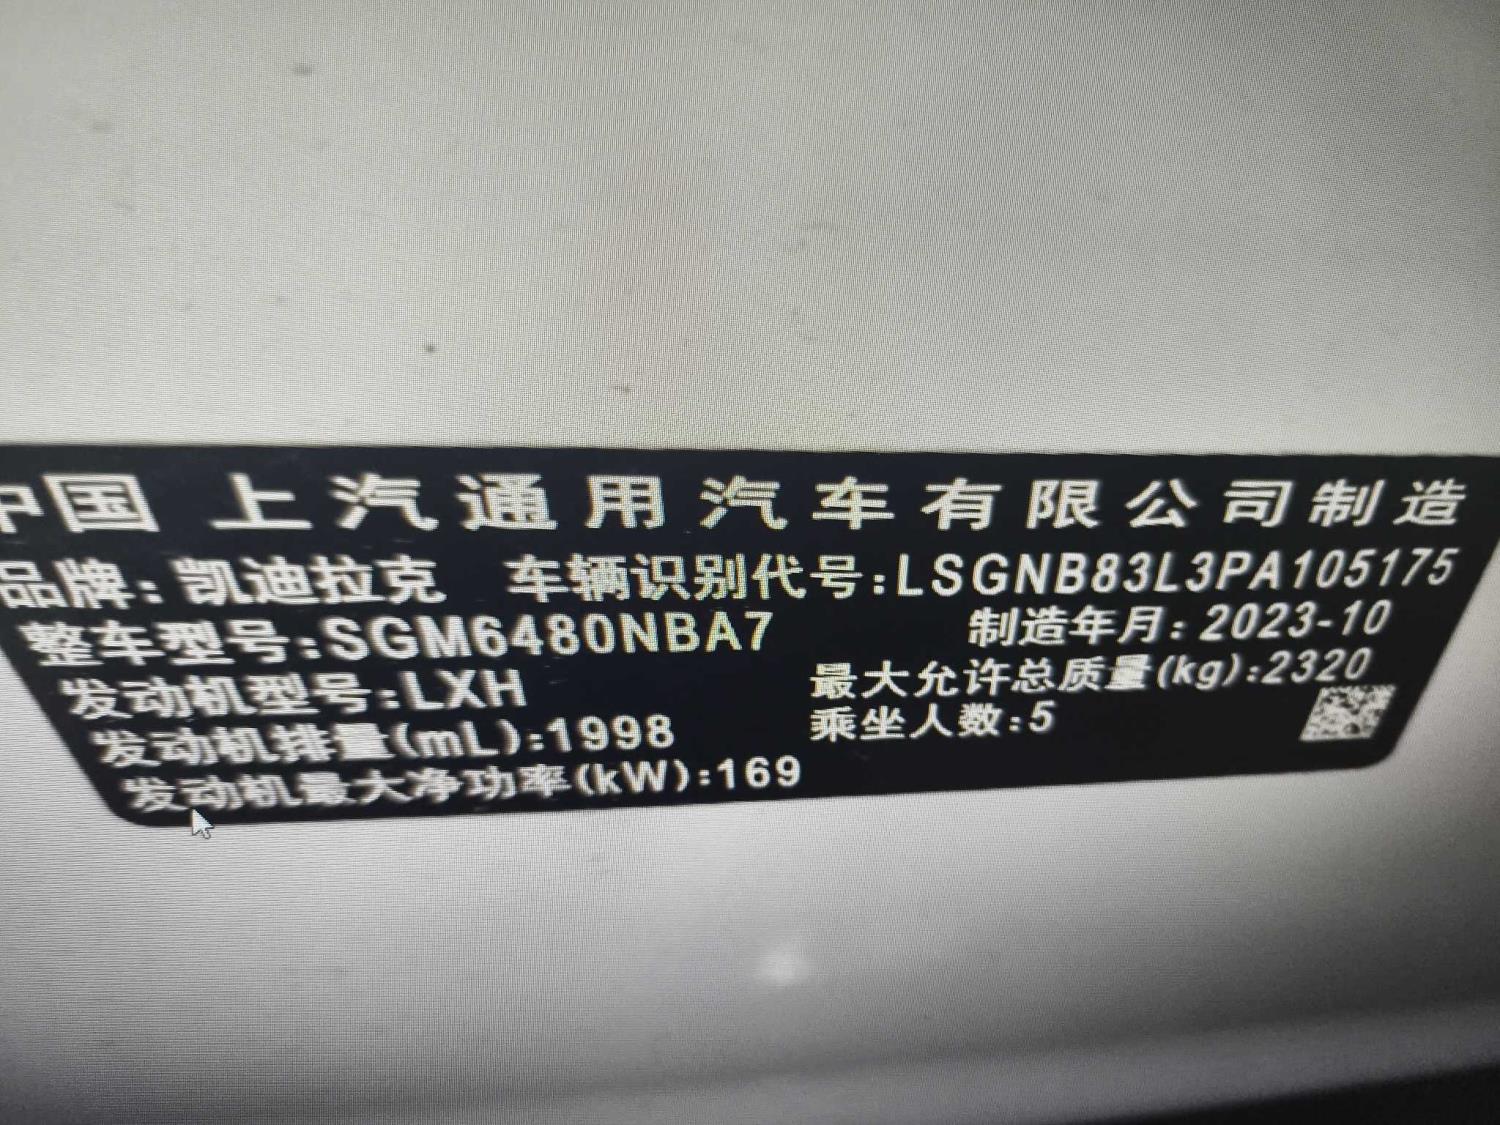 中国 上汽通用汽车有限公司制造
品牌:凯迪拉克 车辆识别代号:LSGNB83L3PA105175
整车型号:SGM6480NBA7 制造年月:2023-10
发动机型号:LXH 最大允许总质量(kg):2320
发动机排量(mL):1998 乘坐人数:5
发动机最大净功率(kW):169